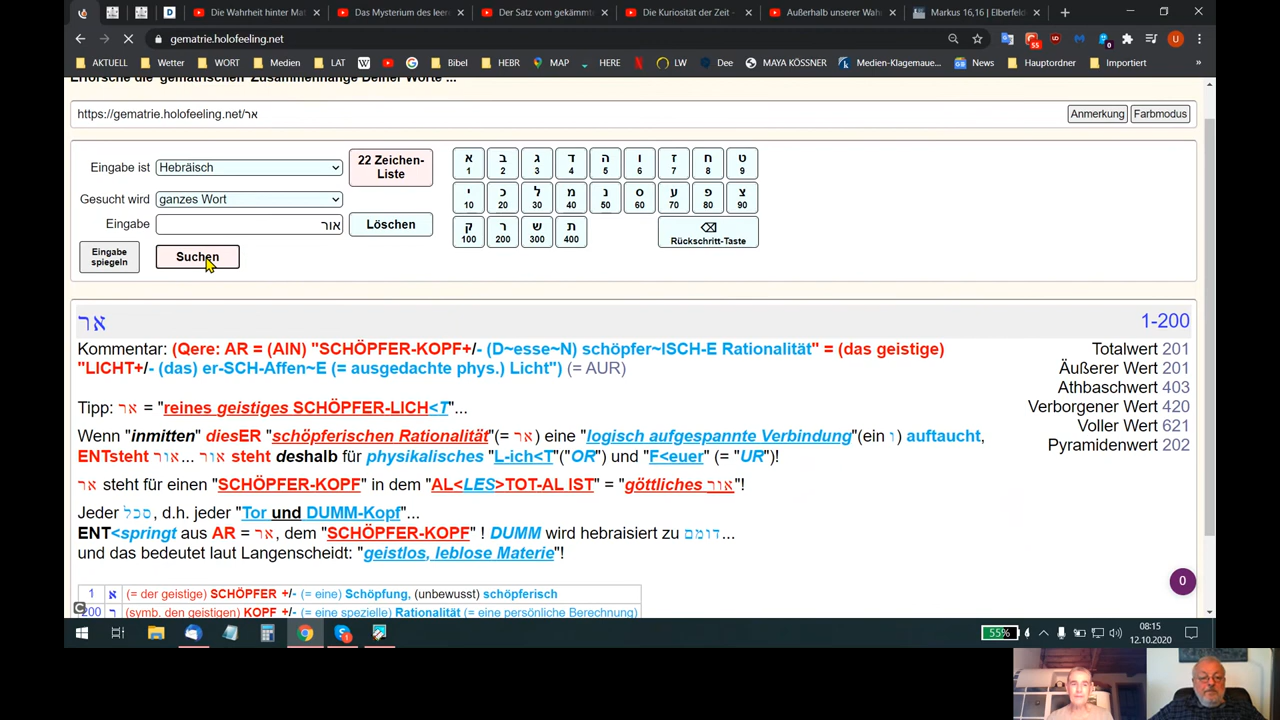 Die Wahrheit hinter Ma
Das Mysterium des leere
Der Satz vom gekämmte
Die Kuriosität der Zeit -
Außerhalb unserer Wah
Markus 16,16 | Elberfeld
gematrie.holofeeling.net
AKTUELL
Wetter
WORT
Medien
LAT
Bibel
HEBR
MAP
HERE
LW
Dee
MAYA KÖSSNER
Medien-Klagemaue...
News
Hauptordner
Importiert
Erforsche die "gematrischen" Zusammenhänge Deiner Worte ...
https://gematrie.holofeeling.net/אר
Anmerkung
Farbmodus
Eingabe ist Hebräisch
22 Zeichen-
Liste
Gesucht wird ganzes Wort
Eingabe אור
Löschen
Eingabe
spiegeln
Suchen
א ב ג ד ה ו ז ח ט
1 2 3 4 5 6 7 8 9
י כ ל מ נ ס ע פ צ
10 20 30 40 50 60 70 80 90
ק ר ש ת
100 200 300 400
Rückschritt-Taste
אר 1-200
Kommentar: (Qere: AR = (AIN) "SCHÖPFER-KOPF+/- (D~esse~N) schöpfer~ISCH-E Rationalität" = (das geistige)
"LICHT+/- (das) er-SCH-Affen~E (= ausgedachte phys.) Licht") (= AUR)
Totalwert 201
Äußerer Wert 201
Athbaschwert 403
Verborgener Wert 420
Voller Wert 621
Pyramidenwert 202
Tipp: אר = "reines geistiges SCHÖPFER-LICH<T"...
Wenn "inmitten" diesER "schöpferischen Rationalität"(= אר) eine "logisch aufgespannte Verbindung"(ein ו) auftaucht,
ENTsteht אור... אור steht deshalb für physikalisches "L-ich<T"("OR") und "F<euer" (= "UR")!
אר steht für einen "SCHÖPFER-KOPF" in dem "AL<LES>TOT-AL IST" = "göttliches אור"!
Jeder סכל, d.h. jeder "Tor und DUMM-Kopf"...
ENT<springt aus AR = אר, dem "SCHÖPFER-KOPF" ! DUMM wird hebraisiert zu דומם...
und das bedeutet laut Langenscheidt: "geistlos, leblose Materie"!
1 א (= der geistige) SCHÖPFER +/- (= eine) Schöpfung, (unbewusst) schöpferisch
200 ר (symb. den geistigen) KOPF +/- (= eine spezielle) Rationalität (= eine persönliche Berechnung)
0
55%
08:15
12.10.2020